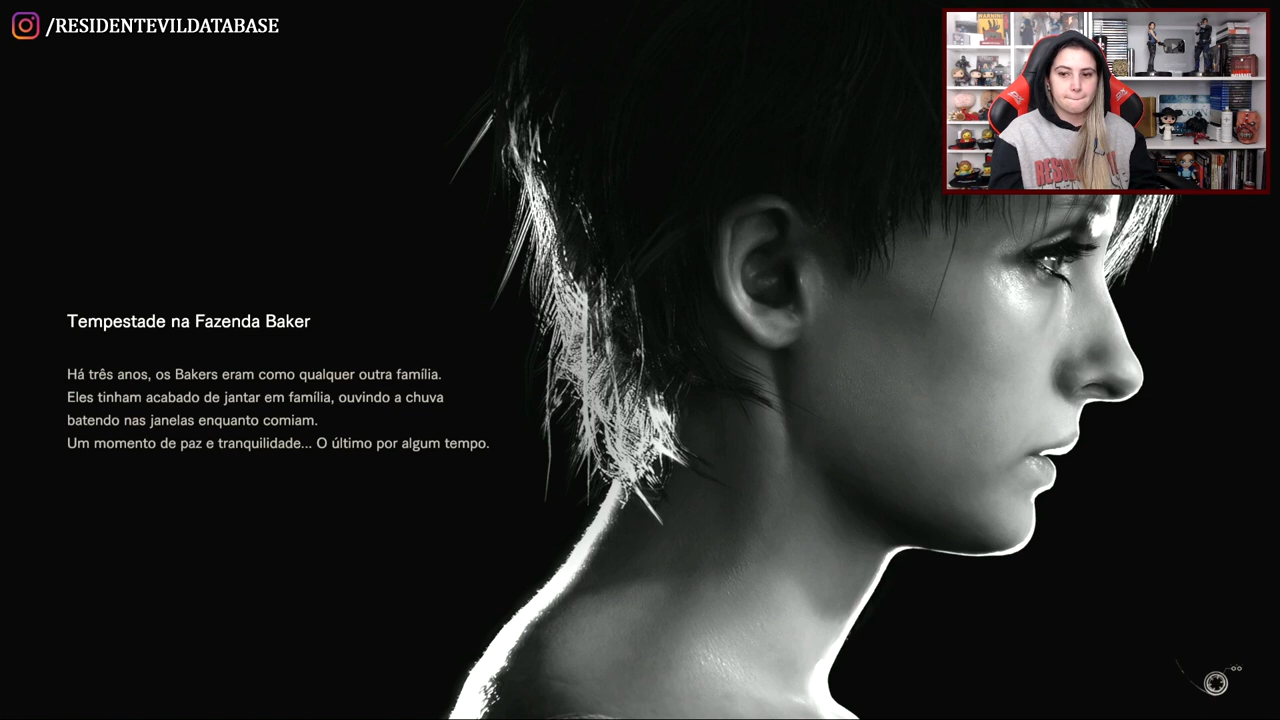 /RESIDENTEVILDATABASE
Tempestade na Fazenda Baker
Há três anos, os Bakers eram como qualquer outra família.
Eles tinham acabado de jantar em família, ouvindo a chuva
batendo nas janelas enquanto comiam.
Um momento de paz e tranquilidade... O último por algum tempo.